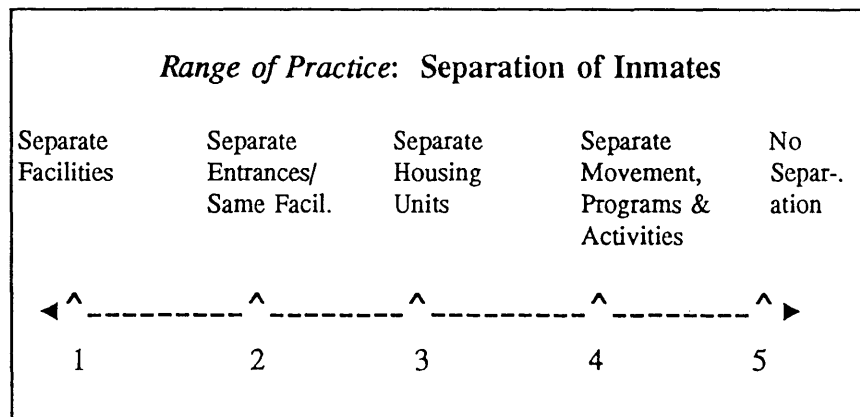 Range of Practice: Separation of Inmates
Separate Facilities
Separate Entrances/ Same Facil.
Separate Housing Units
Separate Movement, Programs & Activities
No Separ-. ation
1 2 3 4 5